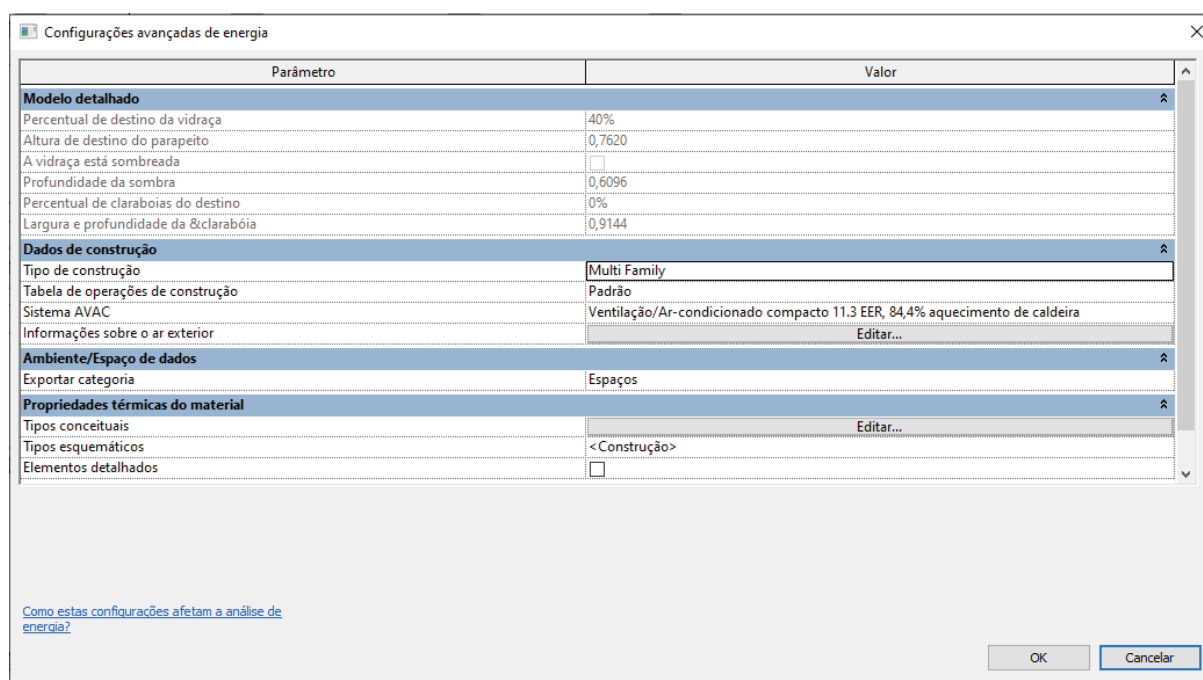 Configurações avançadas de energia
Parâmetro Valor
Modelo detalhado
Percentual de destino da vidraça 40%
Altura de destino do parapeito 0,7620
A vidraça está sombreada
Profundidade da sombra 0,6096
Percentual de claraboias do destino 0%
Largura e profundidade da &clarabóia 0,9144
Dados de construção
Tipo de construção Multi Family
Tabela de operações de construção Padrão
Sistema AVAC Ventilação/Ar-condicionado compacto 11.3 EER, 84,4% aquecimento de caldeira
Informações sobre o ar exterior Editar...
Ambiente/Espaço de dados
Exportar categoria Espaços
Propriedades térmicas do material
Tipos conceituais Editar...
Tipos esquemáticos <Construção>
Elementos detalhados
Como estas configurações afetam a análise de
energia?
OK Cancelar